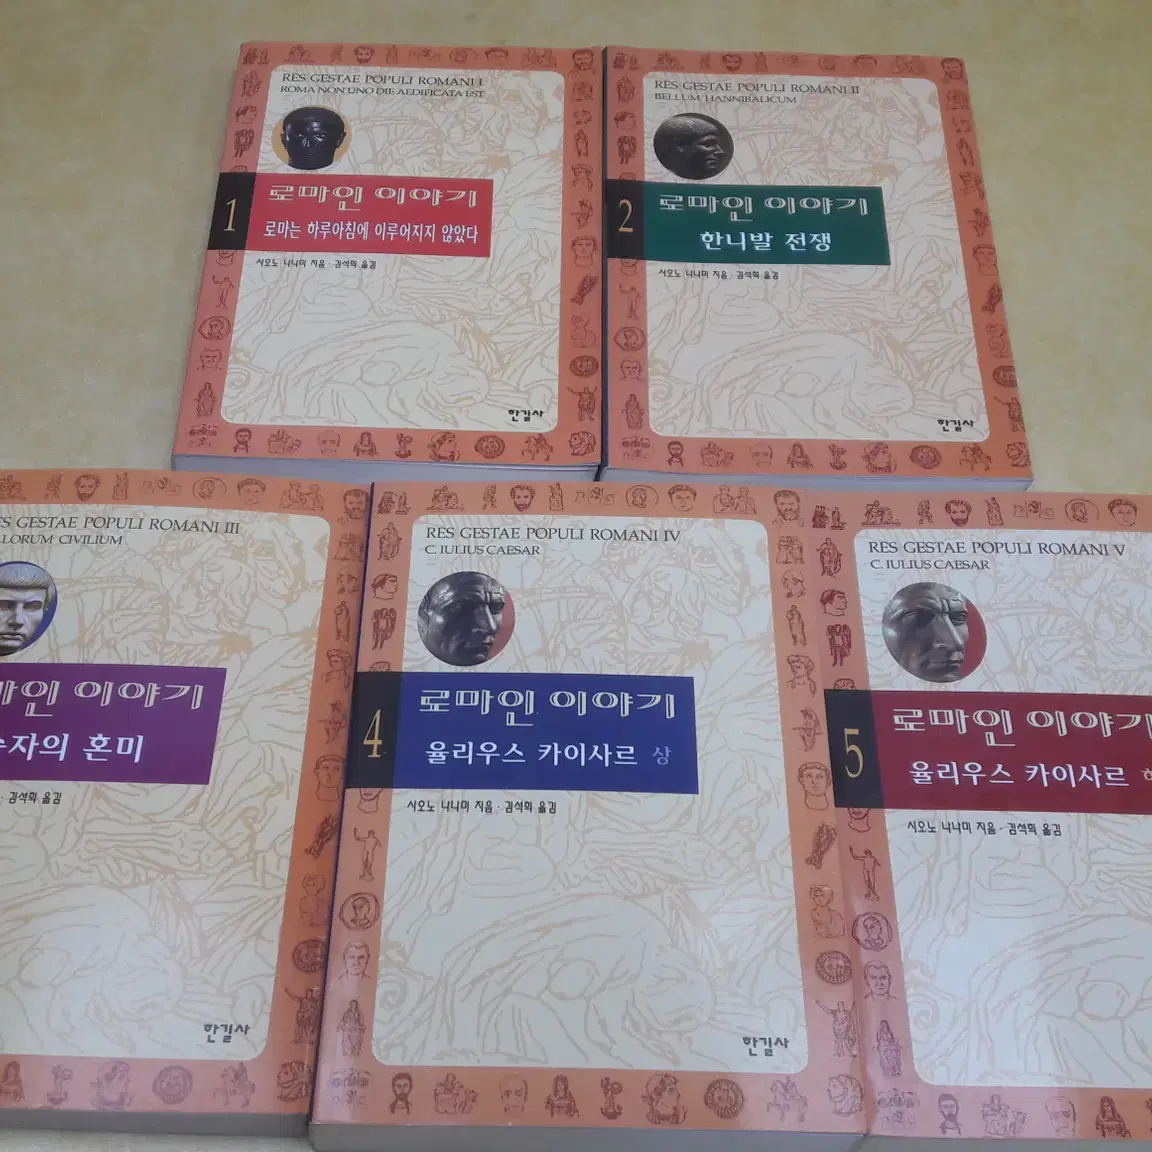 RES GESTAE POPULI ROMANI I
ROMA NON UNO DIE AEDIFICATA EST
1
로마인 이야기
로마는 하루아침에 이루어지지 않았다
시오노 나나미 지음 · 김석희 옮김
한길사
RES GESTAE POPULI ROMANI II
BELLUM HANNIBALICUM
2
로마인 이야기
한니발 전쟁
시오노 나나미 지음 · 김석희 옮김
한길사
ES GESTAE POPULI ROMANI III
LLORUM CIVILIUM
마인 이야기
자의 혼미
· 김석희 옮김
한길사
RES GESTAE POPULI ROMANI IV
C. IULIUS CAESAR
4
로마인 이야기
율리우스 카이사르 상
시오노 나나미 지음 · 김석희 옮김
한길사
RES GESTAE POPULI ROMANI V
C. IULIUS CAESAR
5
로마인 이야기
율리우스 카이사르
시오노 나나미 지음 · 김석희 옮김